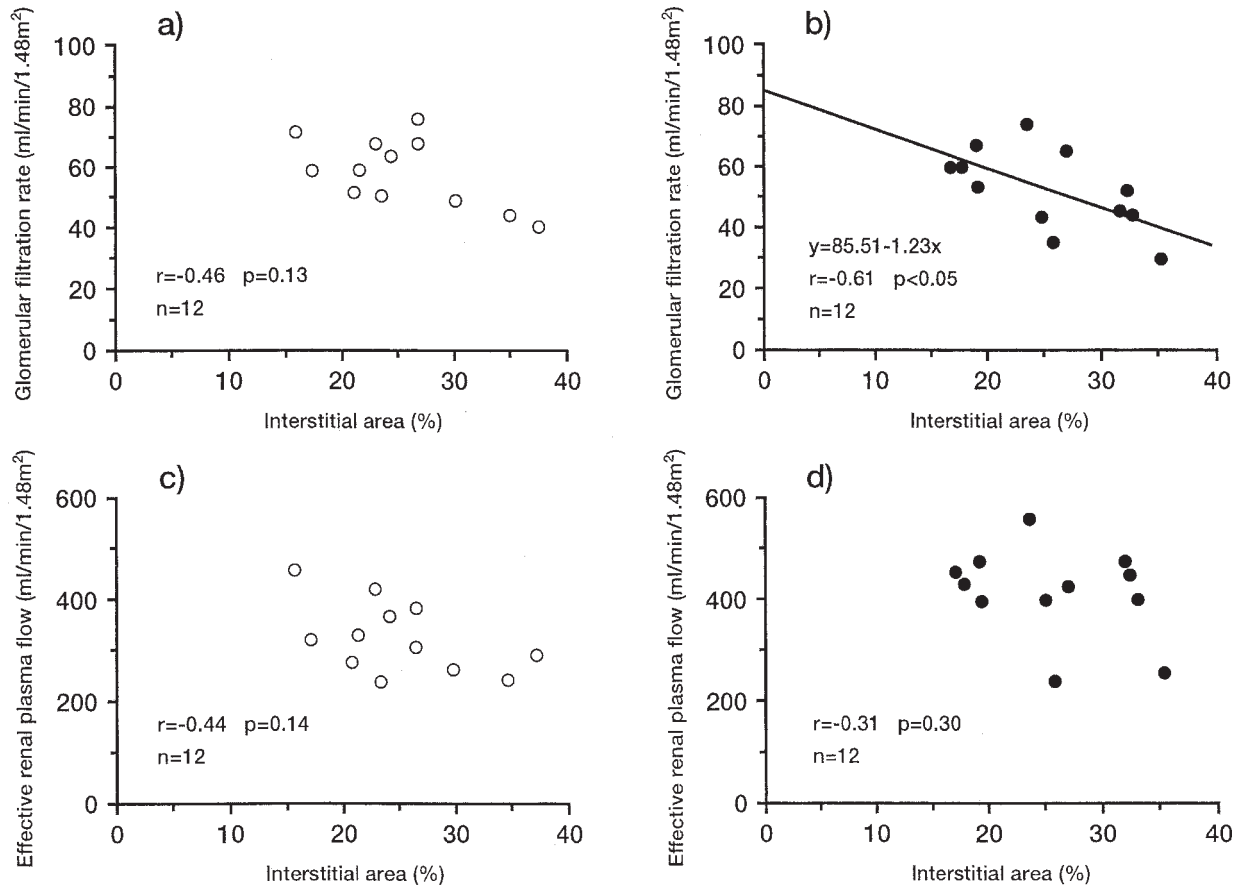 a)
Glomerular filtration rate (ml/min/1.48m²)
100
80
60
40
20
0
r=-0.46 p=0.13
n=12
0 10 20 30 40
Interstitial area (%)
b)
Glomerular filtration rate (ml/min/1.48m²)
100
80
60
40
20
0
y=85.51-1.23x
r=-0.61 p<0.05
n=12
0 10 20 30 40
Interstitial area (%)
c)
Effective renal plasma flow (ml/min/1.48m²)
600
400
200
0
r=-0.44 p=0.14
n=12
0 10 20 30 40
Interstitial area (%)
d)
Effective renal plasma flow (ml/min/1.48m²)
600
400
200
0
r=-0.31 p=0.30
n=12
0 10 20 30 40
Interstitial area (%)